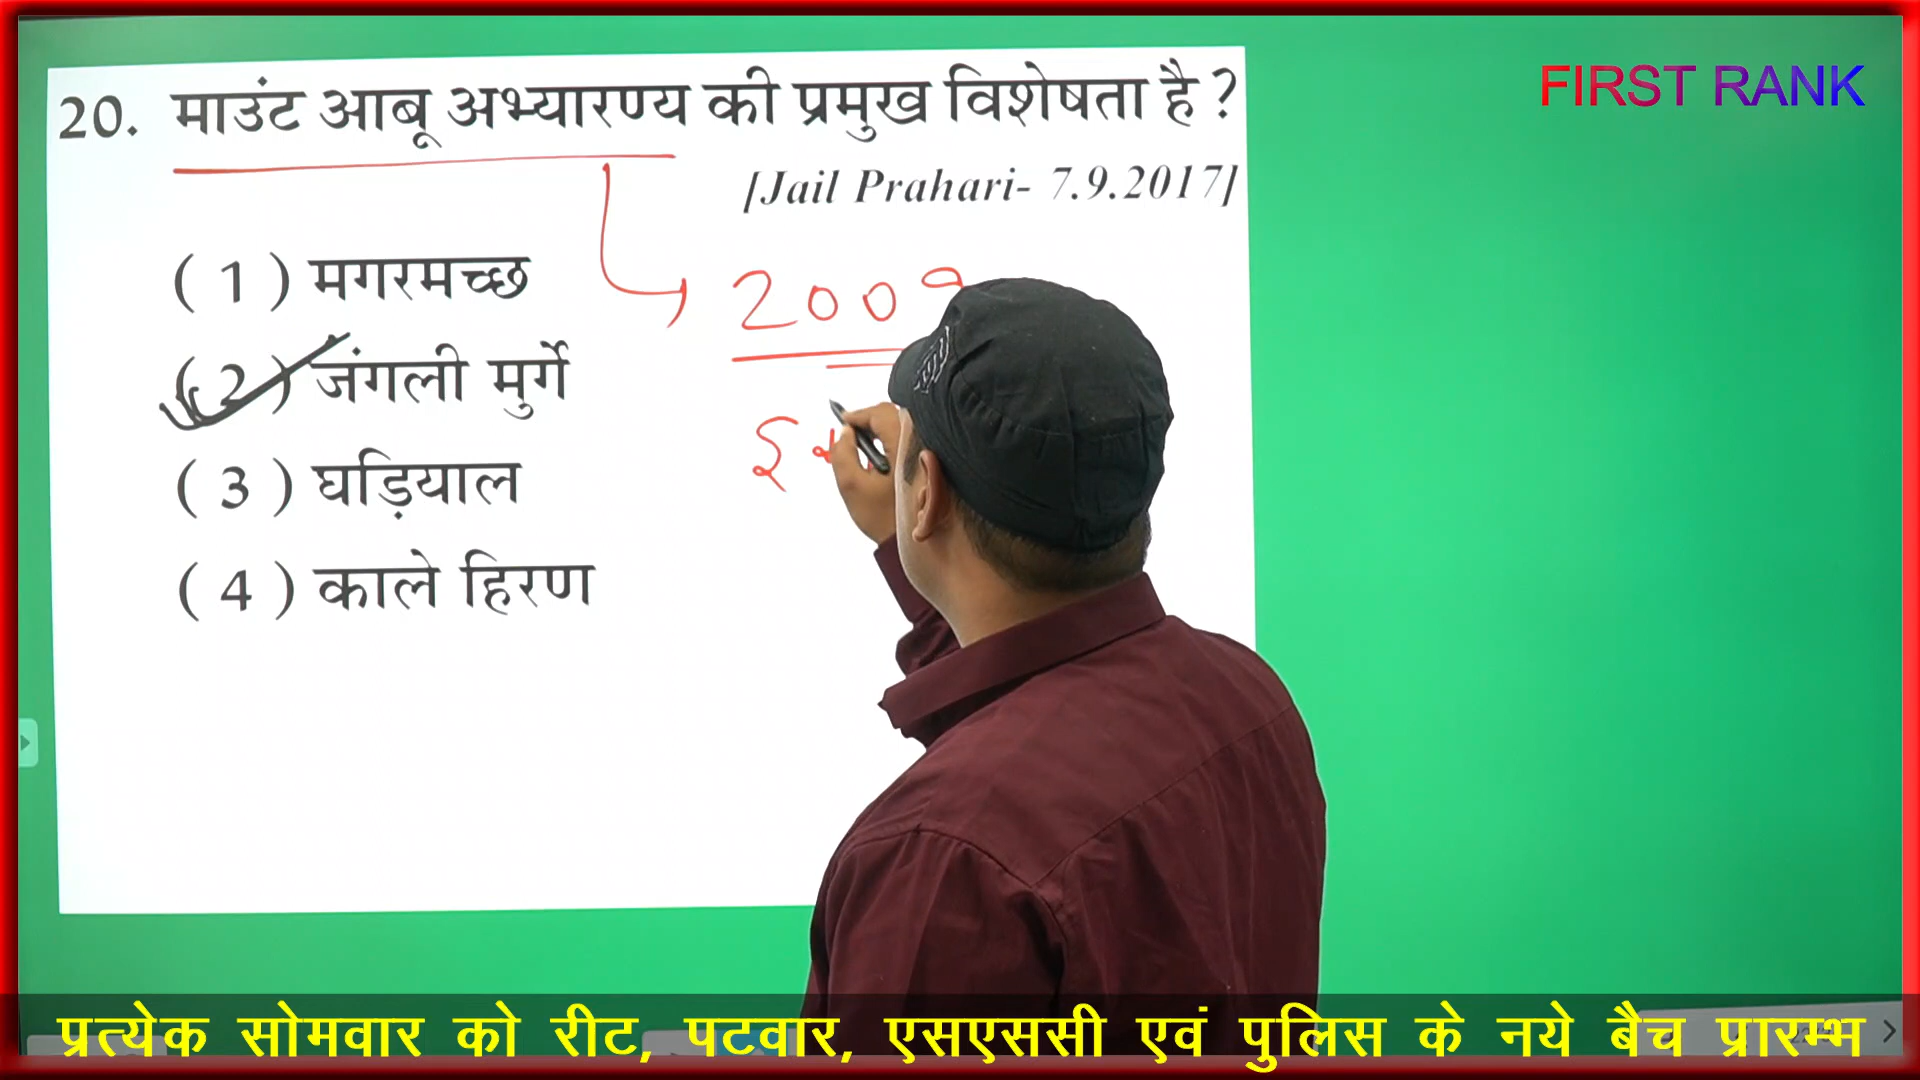 FIRST RANK
20. माउंट आबू अभ्यारण्य की प्रमुख विशेषता है ?
[Jail Prahari- 7.9.2017]
( 1 ) मगरमच्छ
( 2 ) जंगली मुर्गे
( 3 ) घड़ियाल
( 4 ) काले हिरण
2009
प्रत्येक सोमवार को रीट, पटवार, एसएससी एवं पुलिस के नये बैच प्रारम्भ